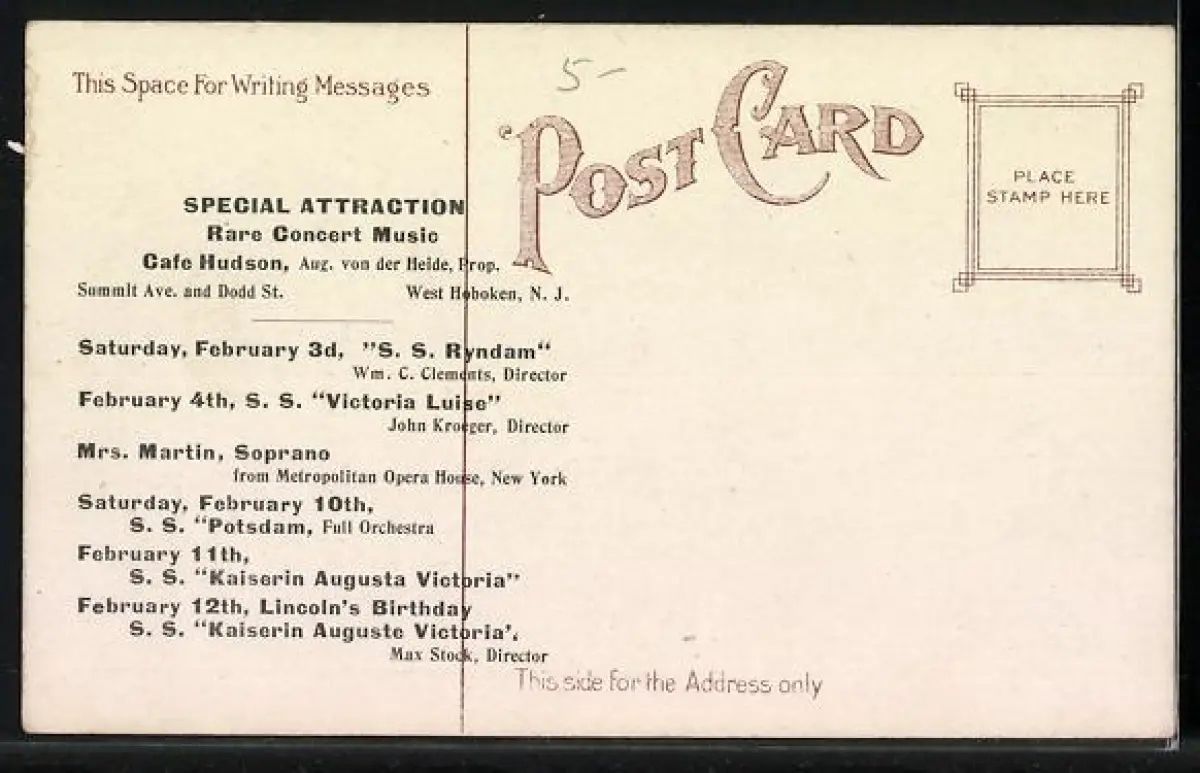 5-
This Space For Writing Messages
POST CARD
PLACE
STAMP HERE
SPECIAL ATTRACTION
Rare Concert Music
Cafe Hudson, Aug. von der Heide, Prop.
Summit Ave. and Dodd St. West Hoboken, N. J.
Saturday, February 3d, "S. S. Ryndam“
Wm. C. Clements, Director
February 4th, S. S. “Victoria Luise”
John Kroeger, Director
Mrs. Martin, Soprano
from Metropolitan Opera House, New York
Saturday, February 10th,
S. S. “Potsdam, Full Orchestra
February 11th,
S. S. “Kaiserin Augusta Victoria”
February 12th, Lincoln's Birthday
S. S. “Kaiserin Auguste Victoria’.
Max Stock, Director
This side for the Address only